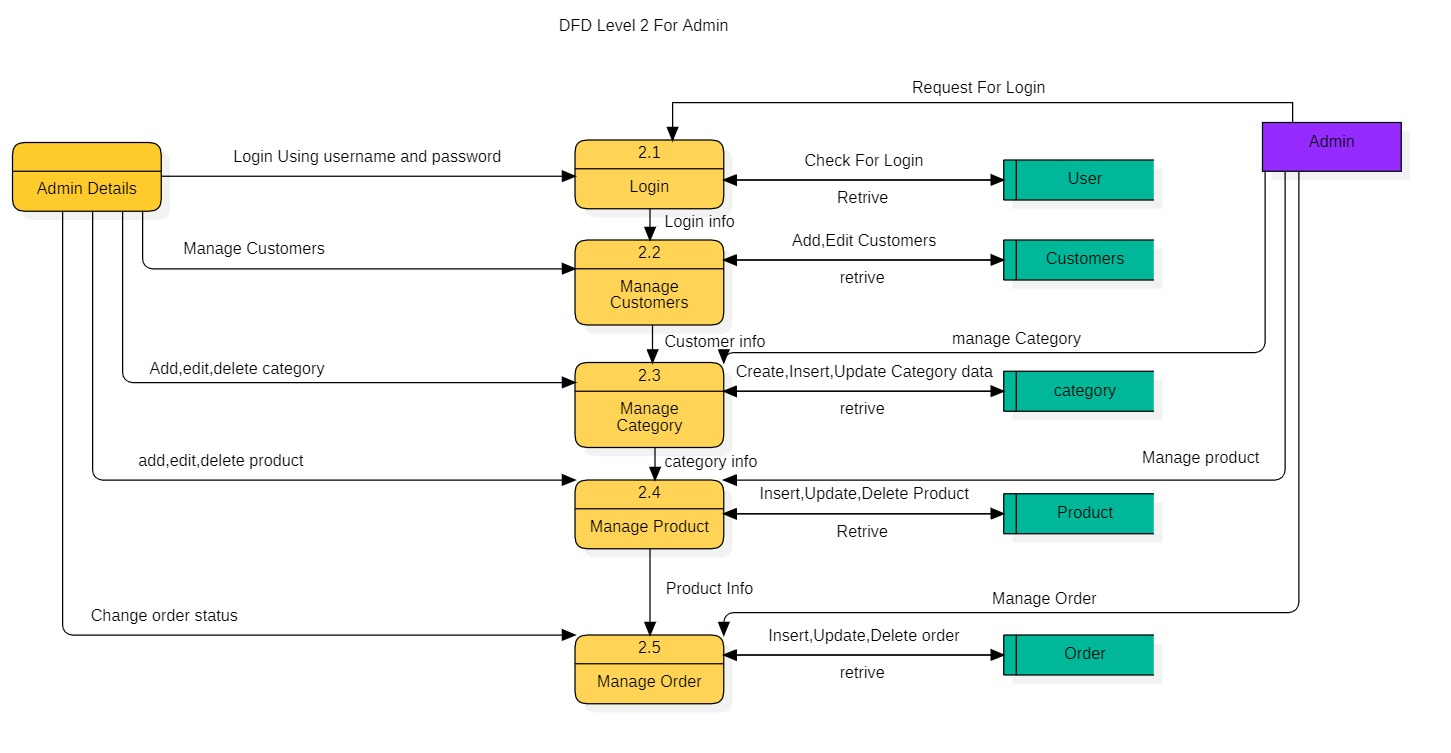 DFD Level 2 For Admin
Request For Login
Admin
Login Using username and password
2.1
Login
Check For Login
Retrive
User
Admin Details
Login info
Manage Customers
2.2
Manage
Customers
Add,Edit Customers
retrive
Customers
Customer info
manage Category
Add,edit,delete category
2.3
Manage
Category
Create,Insert,Update Category data
retrive
category
add,edit,delete product
category info
Manage product
2.4
Manage Product
Insert,Update,Delete Product
Retrive
Product
Product Info
Manage Order
Change order status
2.5
Manage Order
Insert,Update,Delete order
retrive
Order